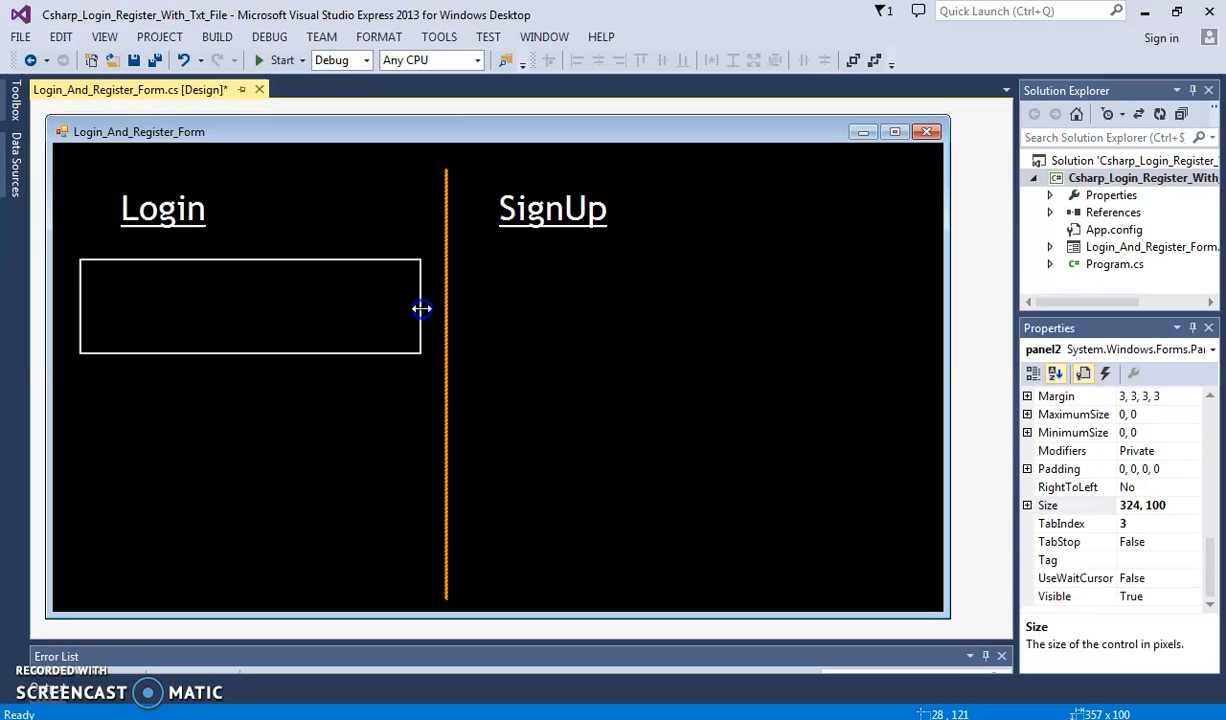 Csharp_Login_Register_With_Txt_File - Microsoft Visual Studio Express 2013 for Windows Desktop
1
Quick Launch (Ctrl+Q)
FILE EDIT VIEW PROJECT BUILD DEBUG TEAM FORMAT TOOLS TEST WINDOW HELP
Sign in
Start Debug Any CPU
Toolbox
Data Sources
Login_And_Register_Form.cs [Design]*
Login_And_Register_Form
Login
SignUp
Solution Explorer
Search Solution Explorer (Ctrl+$
Solution 'Csharp_Login_Register_
Csharp_Login_Register_With_
Properties
References
App.config
Login_And_Register_Form.
Program.cs
Properties
panel2 System.Windows.Forms.Pa
Margin 3, 3, 3, 3
MaximumSize 0, 0
MinimumSize 0, 0
Modifiers Private
Padding 0, 0, 0, 0
RightToLeft No
Size 324, 100
TabIndex 3
TabStop False
Tag
UseWaitCursor False
Visible True
Size
The size of the control in pixels.
Error List
RECORDED WITH
SCREENCAST MATIC
Ready
28 , 121
357 x 100